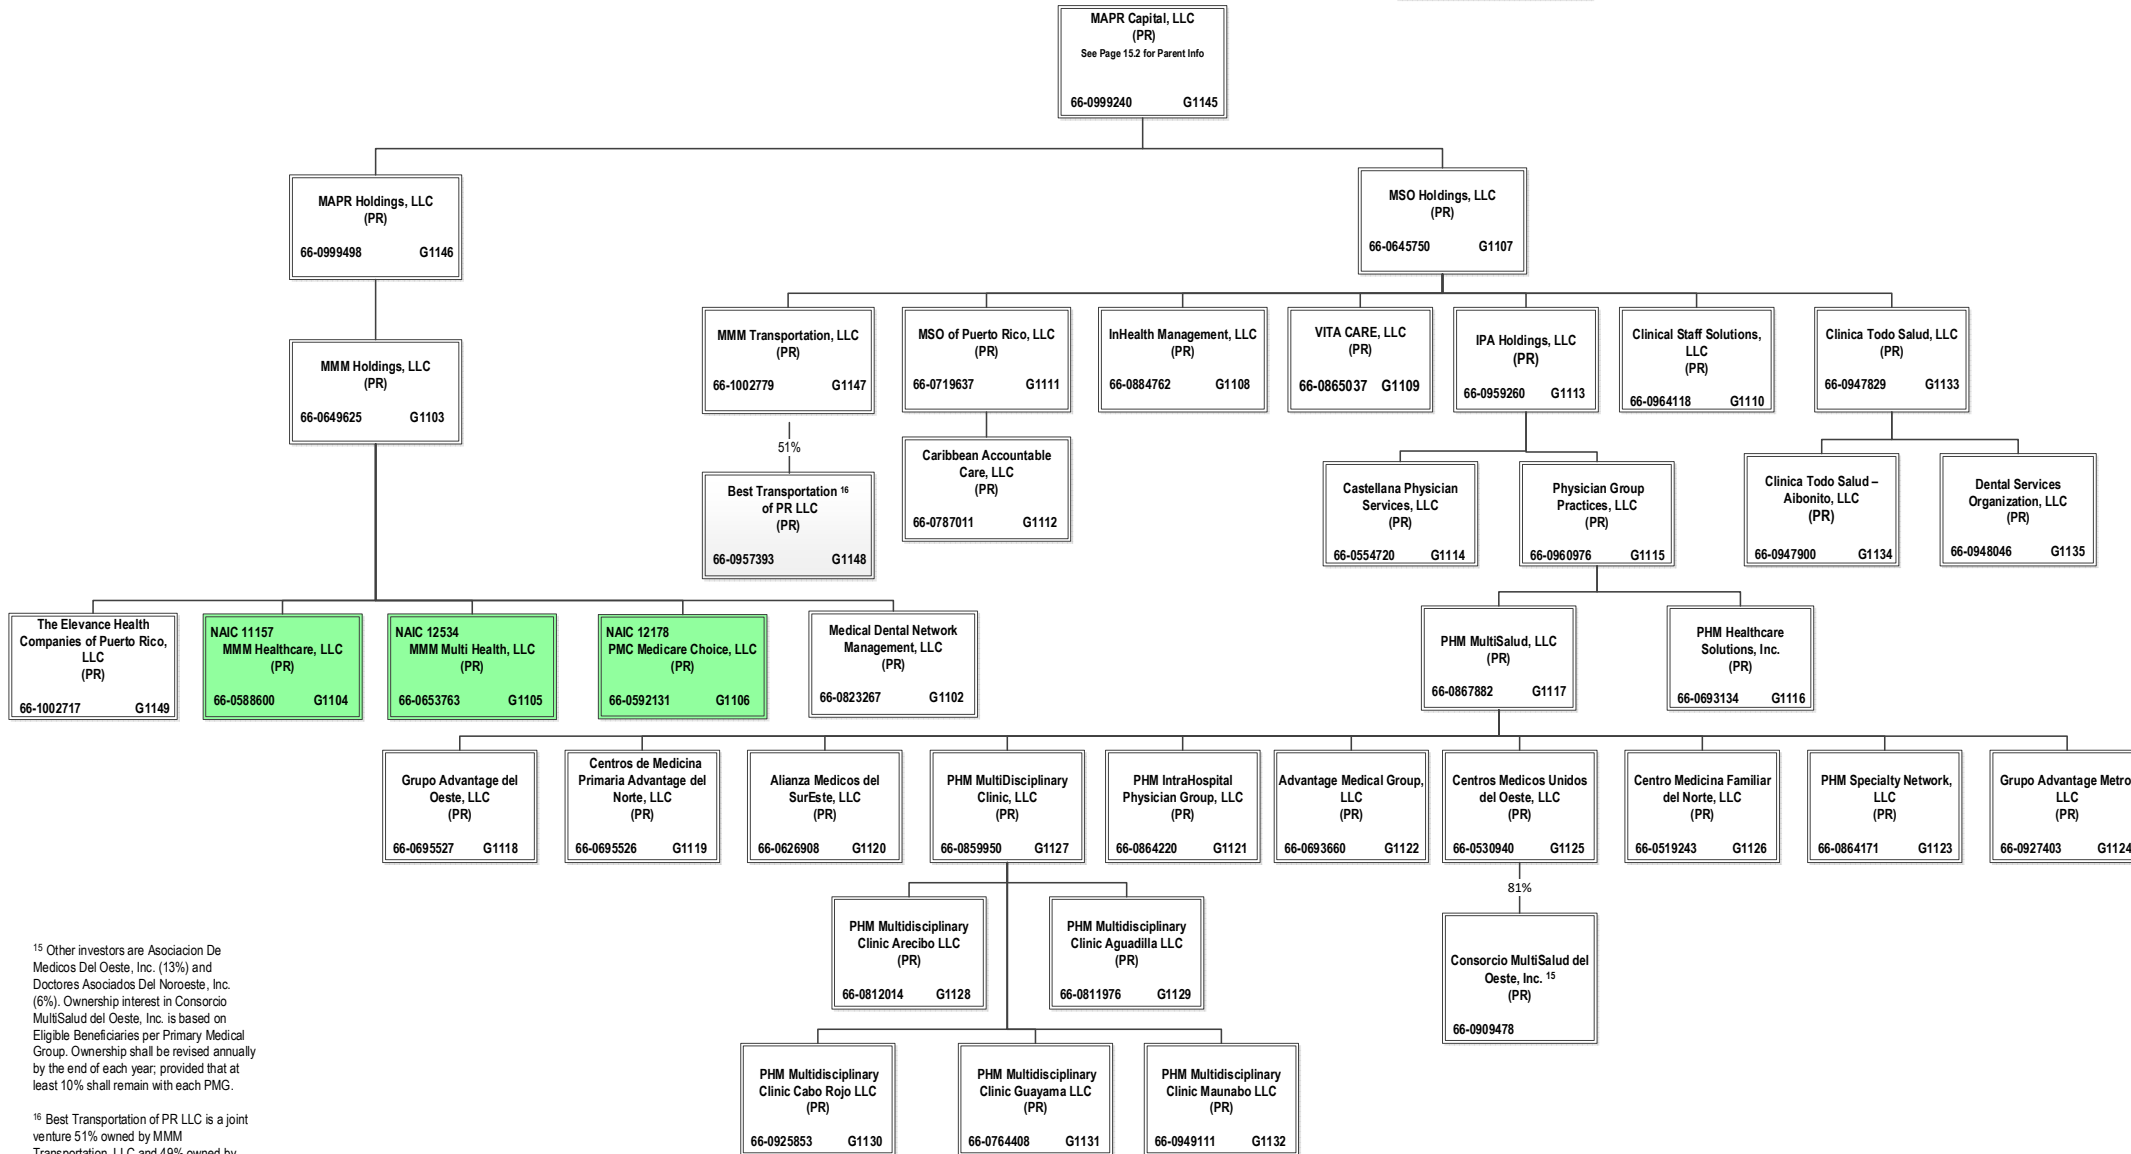 MAPR Capital, LLC
(PR)
See Page 15.2 for Parent Info
66-0999240 G1145
MAPR Holdings, LLC
(PR)
66-0999498 G1146
MSO Holdings, LLC
(PR)
66-0645750 G1107
MMM Holdings, LLC
(PR)
66-0649625 G1103
MMM Transportation, LLC
(PR)
66-1002779 G1147
MSO of Puerto Rico, LLC
(PR)
66-0719637 G1111
InHealth Management, LLC
(PR)
66-0884762 G1108
VITA CARE, LLC
(PR)
66-0865037 G1109
IPA Holdings, LLC
(PR)
66-0959260 G1113
Clinical Staff Solutions,
LLC
(PR)
66-0964118 G1110
Clinica Todo Salud, LLC
(PR)
66-0947829 G1133
51%
Best Transportation 16
of PR LLC
(PR)
66-0957393 G1148
Caribbean Accountable
Care, LLC
(PR)
66-0787011 G1112
Castellana Physician
Services, LLC
(PR)
66-0554720 G1114
Physician Group
Practices, LLC
(PR)
66-0960976 G1115
Clinica Todo Salud –
Aibonito, LLC
(PR)
66-0947900 G1134
Dental Services
Organization, LLC
(PR)
66-0948046 G1135
The Elevance Health
Companies of Puerto Rico,
LLC
(PR)
66-1002717 G1149
NAIC 11157
MMM Healthcare, LLC
(PR)
66-0588600 G1104
NAIC 12534
MMM Multi Health, LLC
(PR)
66-0653763 G1105
NAIC 12178
PMC Medicare Choice, LLC
(PR)
66-0592131 G1106
Medical Dental Network
Management, LLC
(PR)
66-0823267 G1102
PHM MultiSalud, LLC
(PR)
66-0867882 G1117
PHM Healthcare
Solutions, Inc.
(PR)
66-0693134 G1116
Grupo Advantage del
Oeste, LLC
(PR)
66-0695527 G1118
Centros de Medicina
Primaria Advantage del
Norte, LLC
(PR)
66-0695526 G1119
Alianza Medicos del
SurEste, LLC
(PR)
66-0626908 G1120
PHM MultiDisciplinary
Clinic, LLC
(PR)
66-0859950 G1127
PHM IntraHospital
Physician Group, LLC
(PR)
66-0864220 G1121
Advantage Medical Group,
LLC
(PR)
66-0693660 G1122
Centros Medicos Unidos
del Oeste, LLC
(PR)
66-0530940 G1125
Centro Medicina Familiar
del Norte, LLC
(PR)
66-0519243 G1126
PHM Specialty Network,
LLC
(PR)
66-0864171 G1123
Grupo Advantage Metro
LLC
(PR)
66-0927403 G1124
PHM Multidisciplinary
Clinic Arecibo LLC
(PR)
66-0812014 G1128
PHM Multidisciplinary
Clinic Aguadilla LLC
(PR)
66-0811976 G1129
81%
Consorcio MultiSalud del
Oeste, Inc. 15
(PR)
66-0909478
PHM Multidisciplinary
Clinic Cabo Rojo LLC
(PR)
66-0925853 G1130
PHM Multidisciplinary
Clinic Guayama LLC
(PR)
66-0764408 G1131
PHM Multidisciplinary
Clinic Maunabo LLC
(PR)
66-0949111 G1132
15 Other investors are Asociacion De
Medicos Del Oeste, Inc. (13%) and
Doctores Asociados Del Noroeste, Inc.
(6%). Ownership interest in Consorcio
MultiSalud del Oeste, Inc. is based on
Eligible Beneficiaries per Primary Medical
Group. Ownership shall be revised annually
by the end of each year; provided that at
least 10% shall remain with each PMG.
16 Best Transportation of PR LLC is a joint
venture 51% owned by MMM
Transportation, LLC and 49% owned by